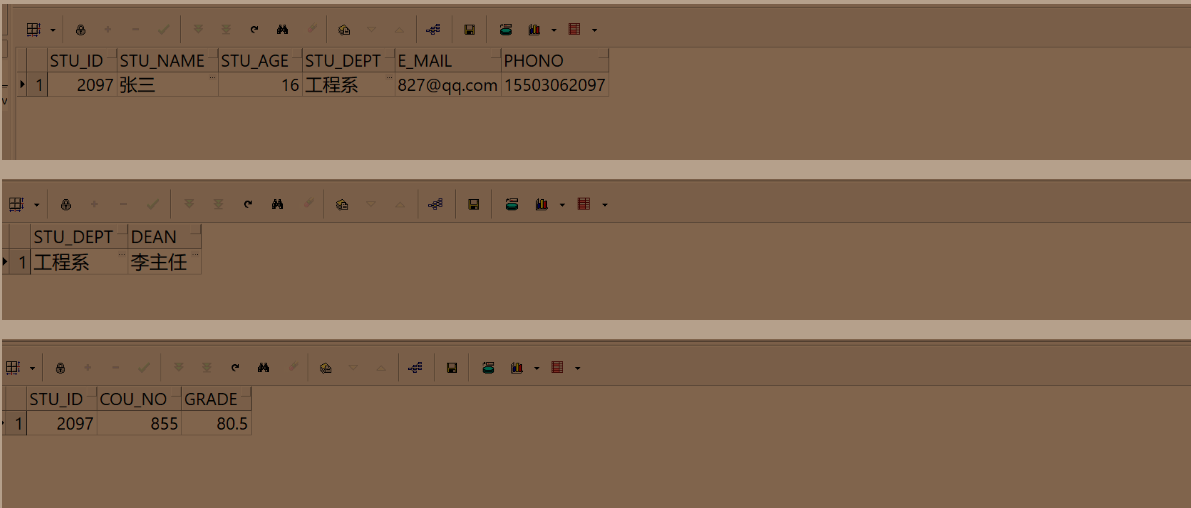 STU_ID STU_NAME STU_AGE STU_DEPT E_MAIL PHONO
1 2097 张三 16 工程系 827@qq.com 15503062097
STU_DEPT DEAN
1 工程系 李主任
STU_ID COU_NO GRADE
1 2097 855 80.5